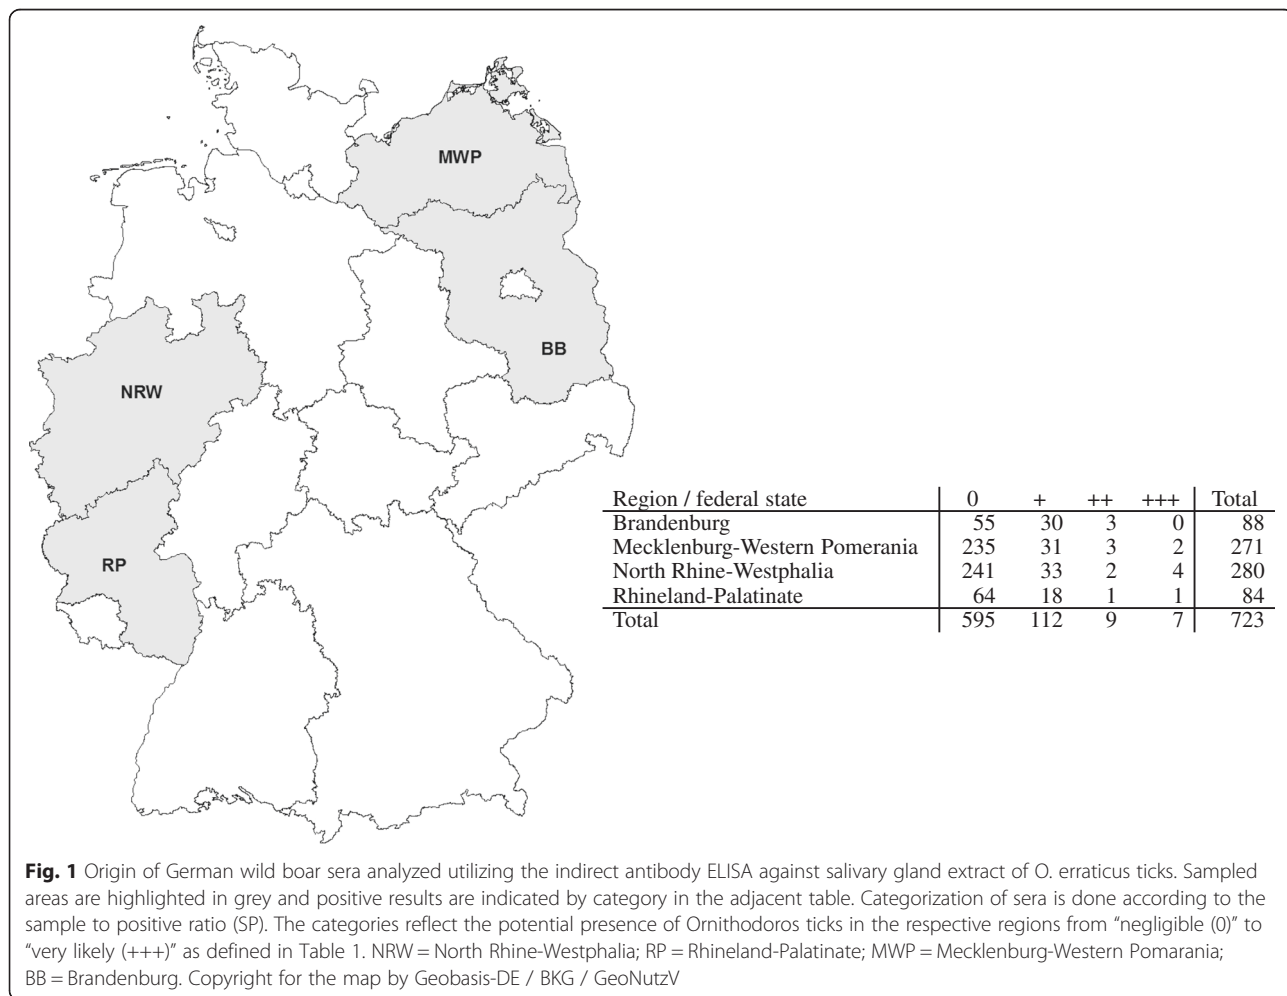 MWP
BB
NRW
RP
Region / federal state 0 + ++ +++ Total
Brandenburg 55 30 3 0 88
Mecklenburg-Western Pomerania 235 31 3 2 271
North Rhine-Westphalia 241 33 2 4 280
Rhineland-Palatinate 64 18 1 1 84
Total 595 112 9 7 723
Fig. 1 Origin of German wild boar sera analyzed utilizing the indirect antibody ELISA against salivary gland extract of O. erraticus ticks. Sampled
areas are highlighted in grey and positive results are indicated by category in the adjacent table. Categorization of sera is done according to the
sample to positive ratio (SP). The categories reflect the potential presence of Ornithodoros ticks in the respective regions from “negligible (0)” to
“very likely (+++)” as defined in Table 1. NRW = North Rhine-Westphalia; RP = Rhineland-Palatinate; MWP = Mecklenburg-Western Pomarania;
BB = Brandenburg. Copyright for the map by Geobasis-DE / BKG / GeoNutzV